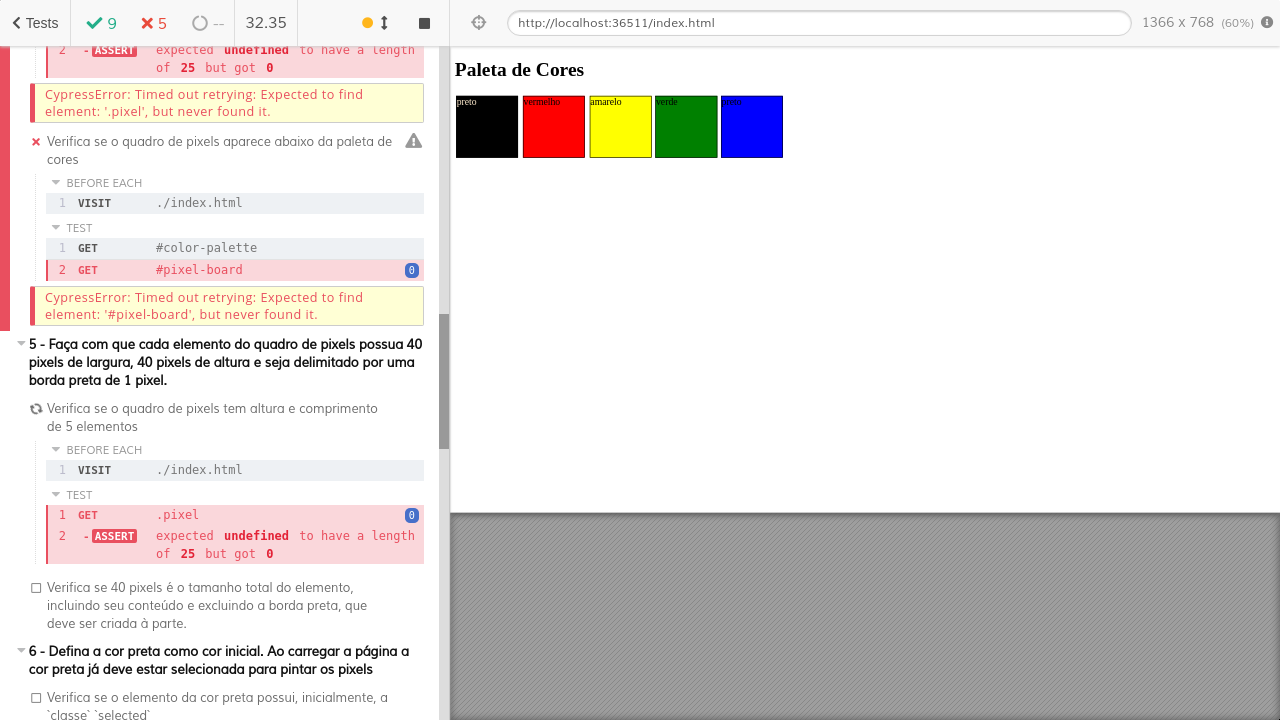 Tests
9
5
--
32.35
http://localhost:36511/index.html
1366 x 768 (60%)
2 -ASSERT expected undefined to have a length
of 25 but got 0
CypressError: Timed out retrying: Expected to find
element: '.pixel', but never found it.
Verifica se o quadro de pixels aparece abaixo da paleta de
cores
BEFORE EACH
1 VISIT ./index.html
TEST
1 GET #color-palette
2 GET #pixel-board 0
CypressError: Timed out retrying: Expected to find
element: '#pixel-board', but never found it.
5 - Faça com que cada elemento do quadro de pixels possua 40
pixels de largura, 40 pixels de altura e seja delimitado por uma
borda preta de 1 pixel.
Verifica se o quadro de pixels tem altura e comprimento
de 5 elementos
BEFORE EACH
1 VISIT ./index.html
TEST
1 GET .pixel 0
2 -ASSERT expected undefined to have a length
of 25 but got 0
Verifica se 40 pixels é o tamanho total do elemento,
incluindo seu conteúdo e excluindo a borda preta, que
deve ser criada à parte.
6 - Defina a cor preta como cor inicial. Ao carregar a página a
cor preta já deve estar selecionada para pintar os pixels
Verifica se o elemento da cor preta possui, inicialmente, a
`classe` `selected`
Paleta de Cores
preto
vermelho
amarelo
verde
preto